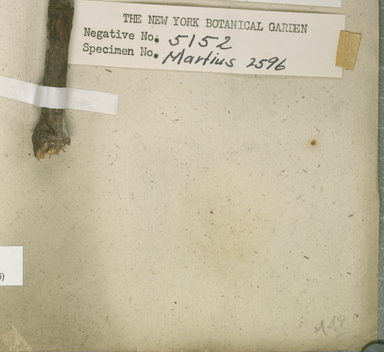 THE NEW YORK BOTANICAL GARDEN
Negative No. 5152
Specimen No. Martius 2596